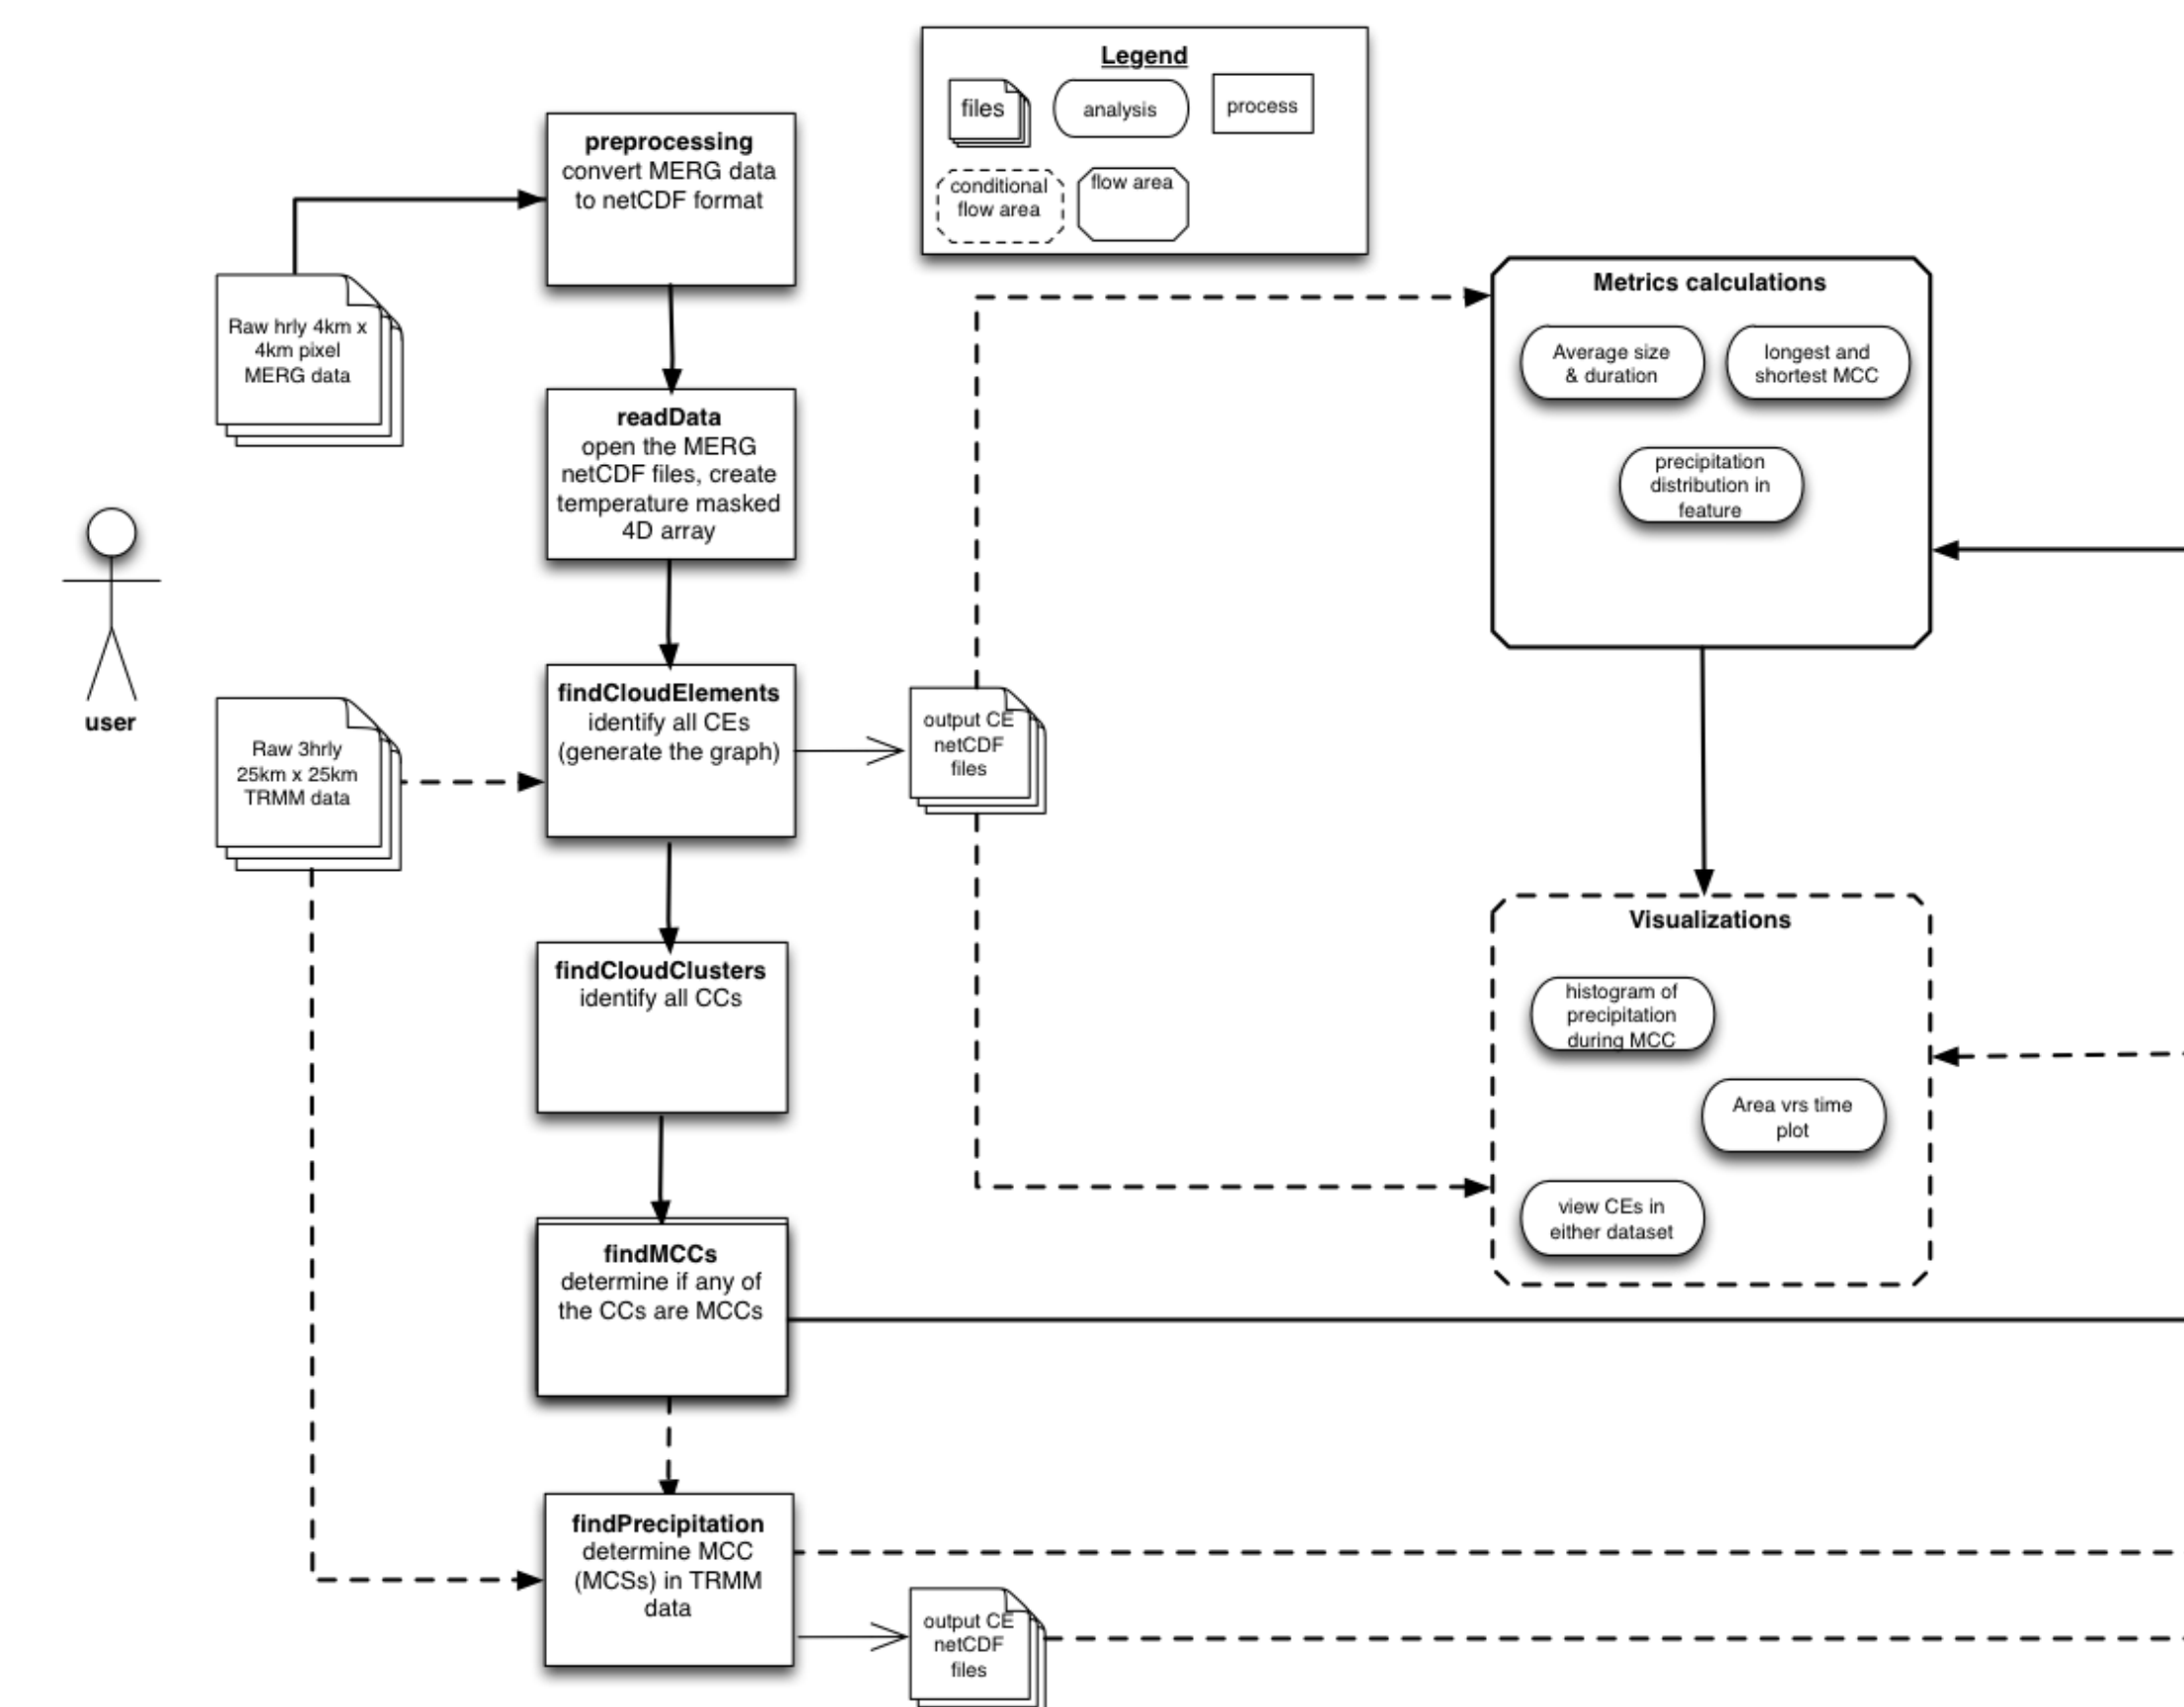 Legend
files
analysis
process
conditional
flow area
flow area
preprocessing
convert MERG data
to netCDF format
Raw hrly 4km x
4km pixel
MERG data
readData
open the MERG
netCDF files, create
temperature masked
4D array
user
Raw 3hrly
25km x 25km
TRMM data
findCloudElements
identify all CEs
(generate the graph)
output CE
netCDF
files
findCloudClusters
identify all CCs
findMCCs
determine if any of
the CCs are MCCs
findPrecipitation
determine MCC
(MCSs) in TRMM
data
output CE
netCDF
files
Metrics calculations
Average size
& duration
longest and
shortest MCC
precipitation
distribution in
feature
Visualizations
histogram of
precipitation
during MCC
Area vrs time
plot
view CEs in
either dataset